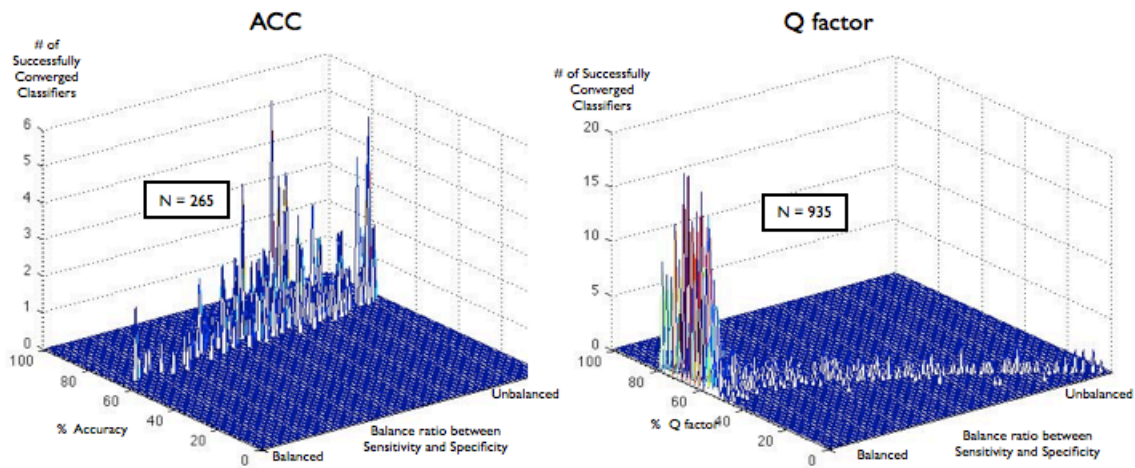 ACC
# of
Successfully
Converged
Classifiers
6
5
4
3
2
1
0
N = 265
100
80
60
40
20
0
% Accuracy
Balanced
Balance ratio between
Sensitivity and Specificity
Unbalanced
Q factor
# of Successfully
Converged
Classifiers
20
15
10
5
0
N = 935
100
80
60
40
20
0
% Q factor
Balanced
Balance ratio between
Sensitivity and Specificity
Unbalanced